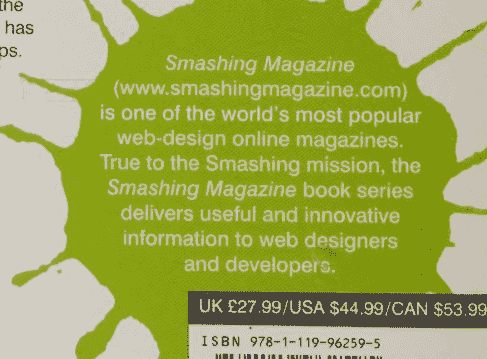 the
has
ps.
Smashing Magazine
(www.smashingmagazine.com)
is one of the world's most popular
web-design online magazines.
True to the Smashing mission, the
Smashing Magazine book series
delivers useful and innovative
information to web designers
and developers.
UK £27.99/USA $44.99/CAN $53.99
ISBN 978-1-119-96259-5